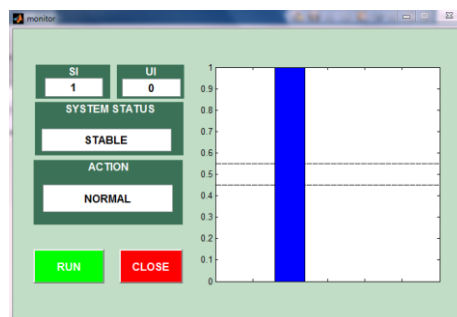 monitor
SI
UI
1
0
SYSTEM STATUS
STABLE
ACTION
NORMAL
RUN
CLOSE
1
0.9
0.8
0.7
0.6
0.5
0.4
0.3
0.2
0.1
0